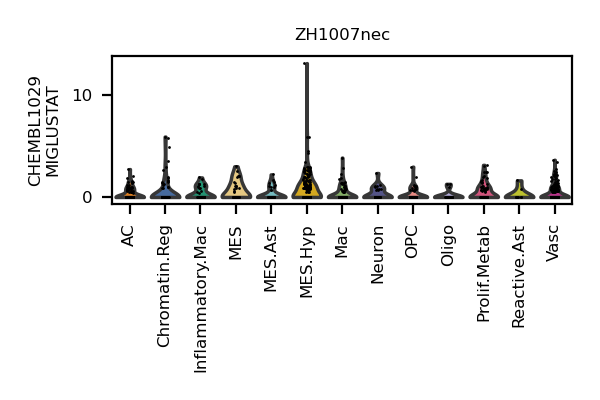 ZH1007nec
CHEMBL1029
MIGLUSTAT
10
0
AC
Chromatin.Reg
Inflammatory.Mac
MES
MES.Ast
MES.Hyp
Mac
Neuron
OPC
Oligo
Prolif.Metab
Reactive.Ast
Vasc